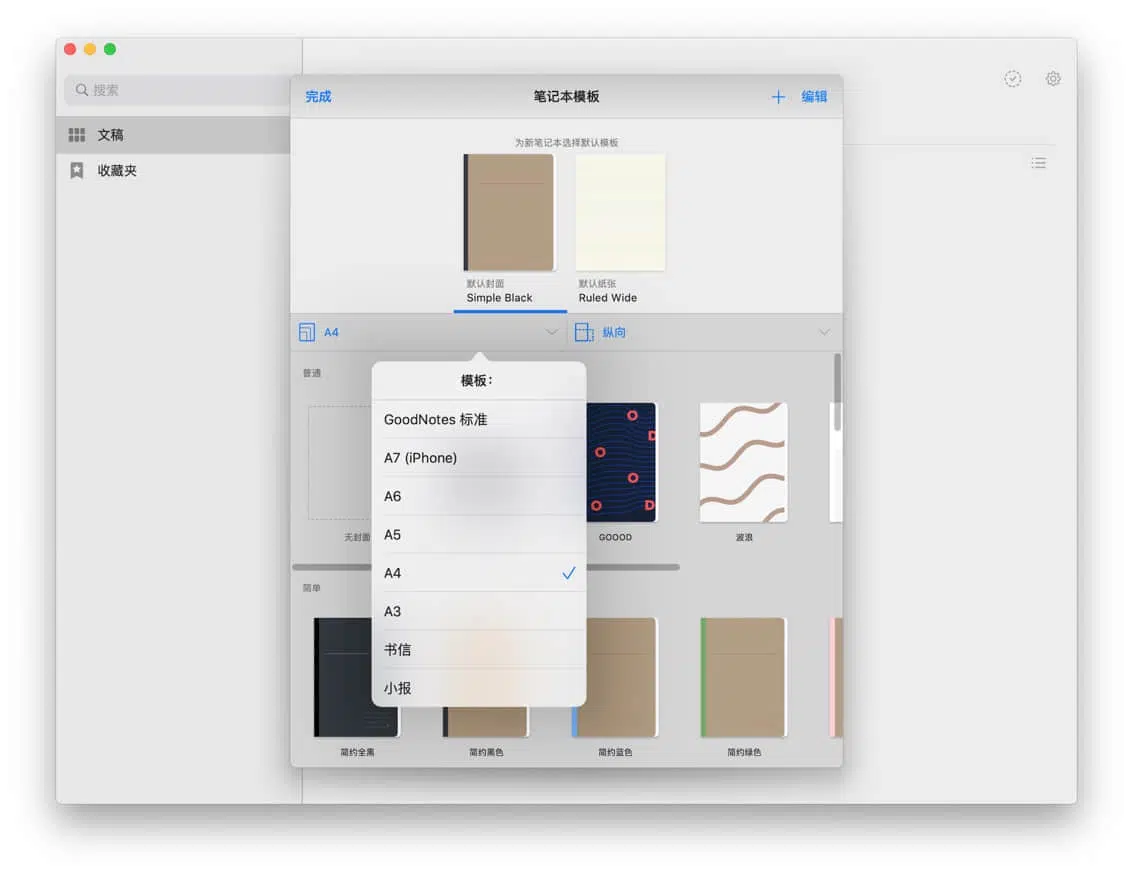 搜索
文稿
收藏夹
完成
笔记本模板
编辑
为新笔记本选择默认模板
默认封面
Simple Black
默认纸张
Ruled Wide
A4
纵向
普通
模板：
GoodNotes 标准
A7 (iPhone)
A6
A5
A4
A3
书信
小报
无封面
GOOOD
波浪
简单
简约全黑
简约黑色
简约蓝色
简约绿色